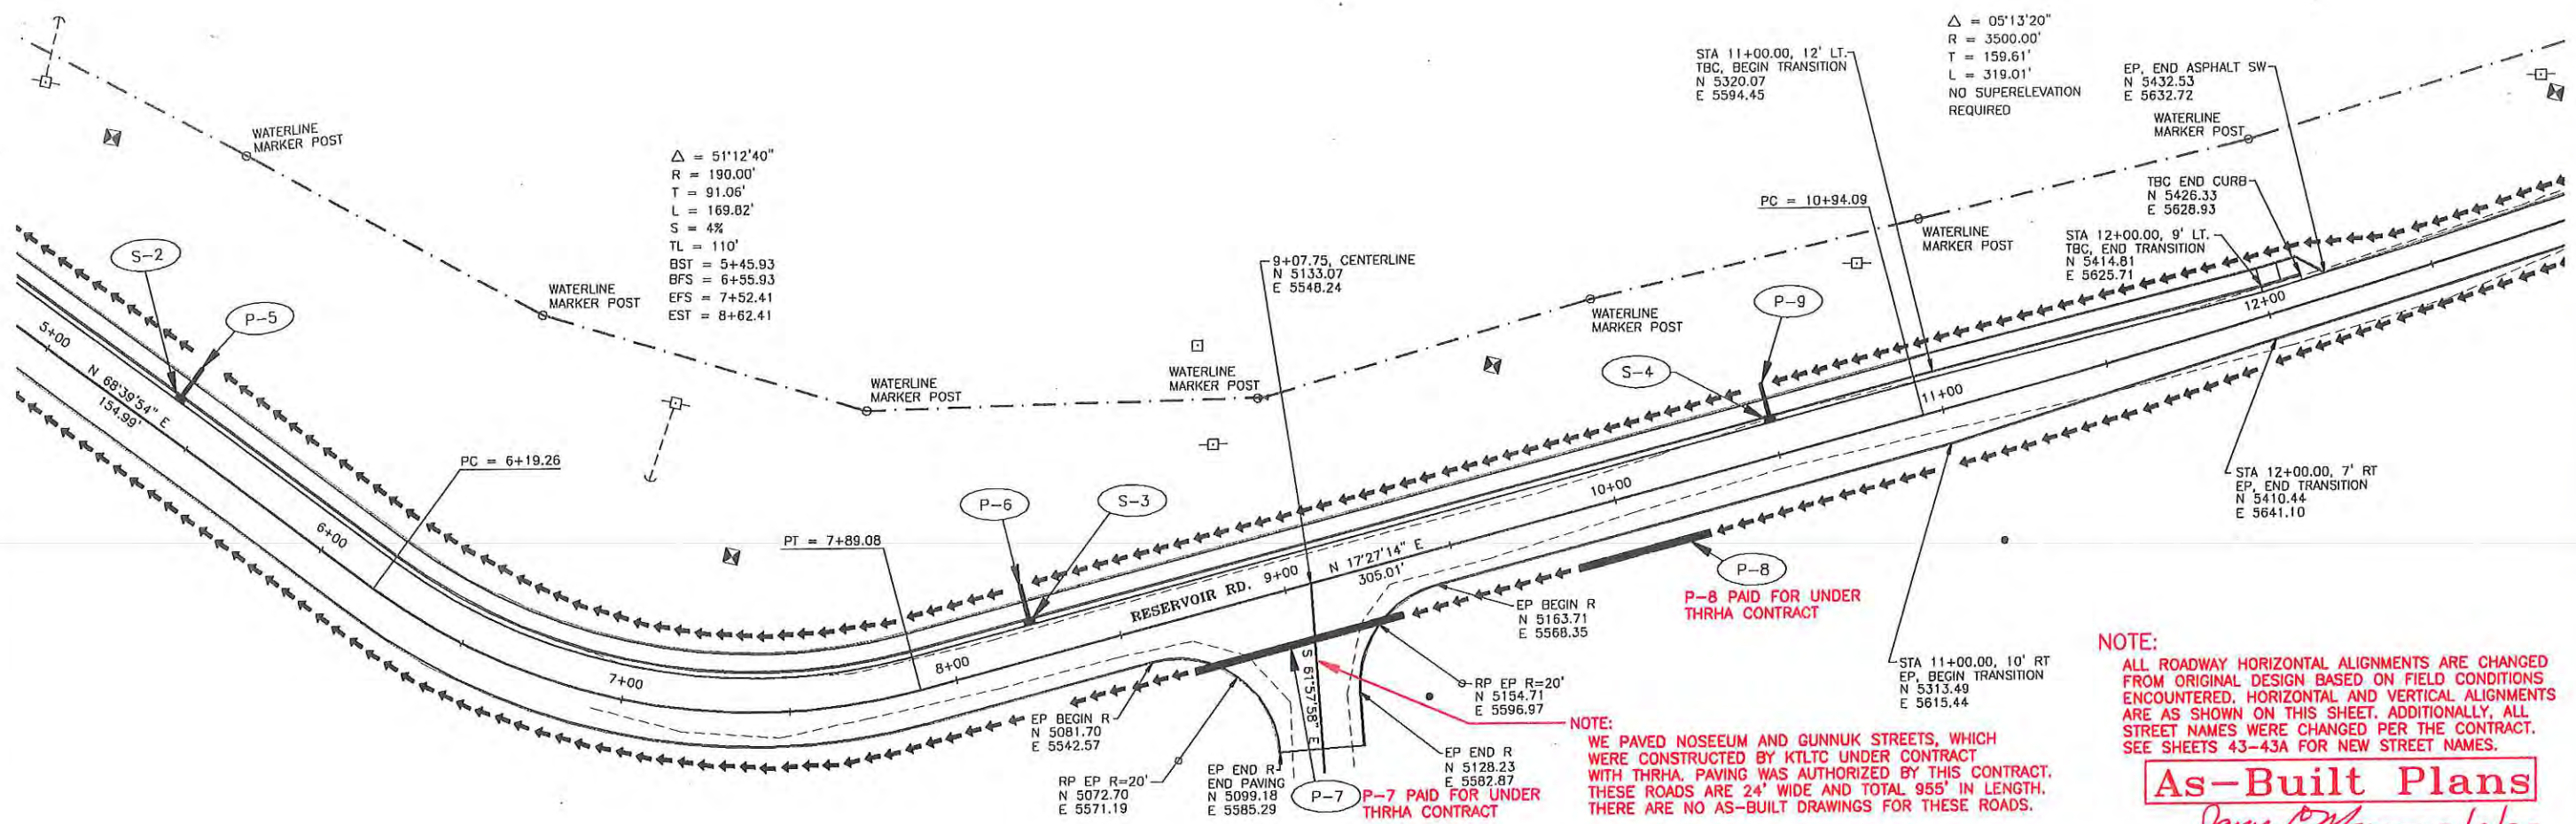 Δ = 05°13'20"
R = 3500.00'
T = 159.61'
L = 319.01'
NO SUPERELEVATION
REQUIRED
STA 11+00.00, 12' LT.
TBC, BEGIN TRANSITION
N 5320.07
E 5594.45
EP, END ASPHALT SW
N 5432.53
E 5632.72
WATERLINE
MARKER POST
WATERLINE
MARKER POST
Δ = 51°12'40"
R = 190.00'
T = 91.06'
L = 169.82'
S = 4%
TL = 110'
BST = 5+45.93
BFS = 6+55.93
EFS = 7+52.41
EST = 8+62.41
TBC END CURB
N 5426.33
E 5628.93
PC = 10+94.09
WATERLINE
MARKER POST
STA 12+00.00, 9' LT.
TBC, END TRANSITION
N 5414.81
E 5625.71
S-2
P-5
WATERLINE
MARKER POST
9+07.75, CENTERLINE
N 5133.07
E 5548.24
P-9
12+00
WATERLINE
MARKER POST
5+00
N 68°39'54" E
154.99'
WATERLINE
MARKER POST
WATERLINE
MARKER POST
S-4
11+00
PC = 6+19.26
STA 12+00.00, 7' RT
EP, END TRANSITION
N 5410.44
E 5641.10
10+00
P-6
S-3
6+00
PT = 7+89.08
RESERVOIR RD.
9+00
N 17°27'14" E
305.01'
P-8
P-8 PAID FOR UNDER
THRHA CONTRACT
EP BEGIN R
N 5163.71
E 5568.35
8+00
7+00
S 61°57'58" E
STA 11+00.00, 10' RT
EP, BEGIN TRANSITION
N 5313.49
E 5615.44
RP EP R=20'
N 5154.71
E 5596.97
EP BEGIN R
N 5081.70
E 5542.57
EP END R
N 5128.23
E 5582.87
RP EP R=20'
N 5072.70
E 5571.19
EP END R
END PAVING
N 5099.18
E 5585.29
P-7
P-7 PAID FOR UNDER
THRHA CONTRACT
NOTE:
WE PAVED NOSEEUM AND GUNNUK STREETS, WHICH
WERE CONSTRUCTED BY KTLTC UNDER CONTRACT
WITH THRHA. PAVING WAS AUTHORIZED BY THIS CONTRACT.
THESE ROADS ARE 24' WIDE AND TOTAL 955' IN LENGTH.
THERE ARE NO AS-BUILT DRAWINGS FOR THESE ROADS.
NOTE:
ALL ROADWAY HORIZONTAL ALIGNMENTS ARE CHANGED
FROM ORIGINAL DESIGN BASED ON FIELD CONDITIONS
ENCOUNTERED. HORIZONTAL AND VERTICAL ALIGNMENTS
ARE AS SHOWN ON THIS SHEET. ADDITIONALLY, ALL
STREET NAMES WERE CHANGED PER THE CONTRACT.
SEE SHEETS 43-43A FOR NEW STREET NAMES.
As-Built Plans